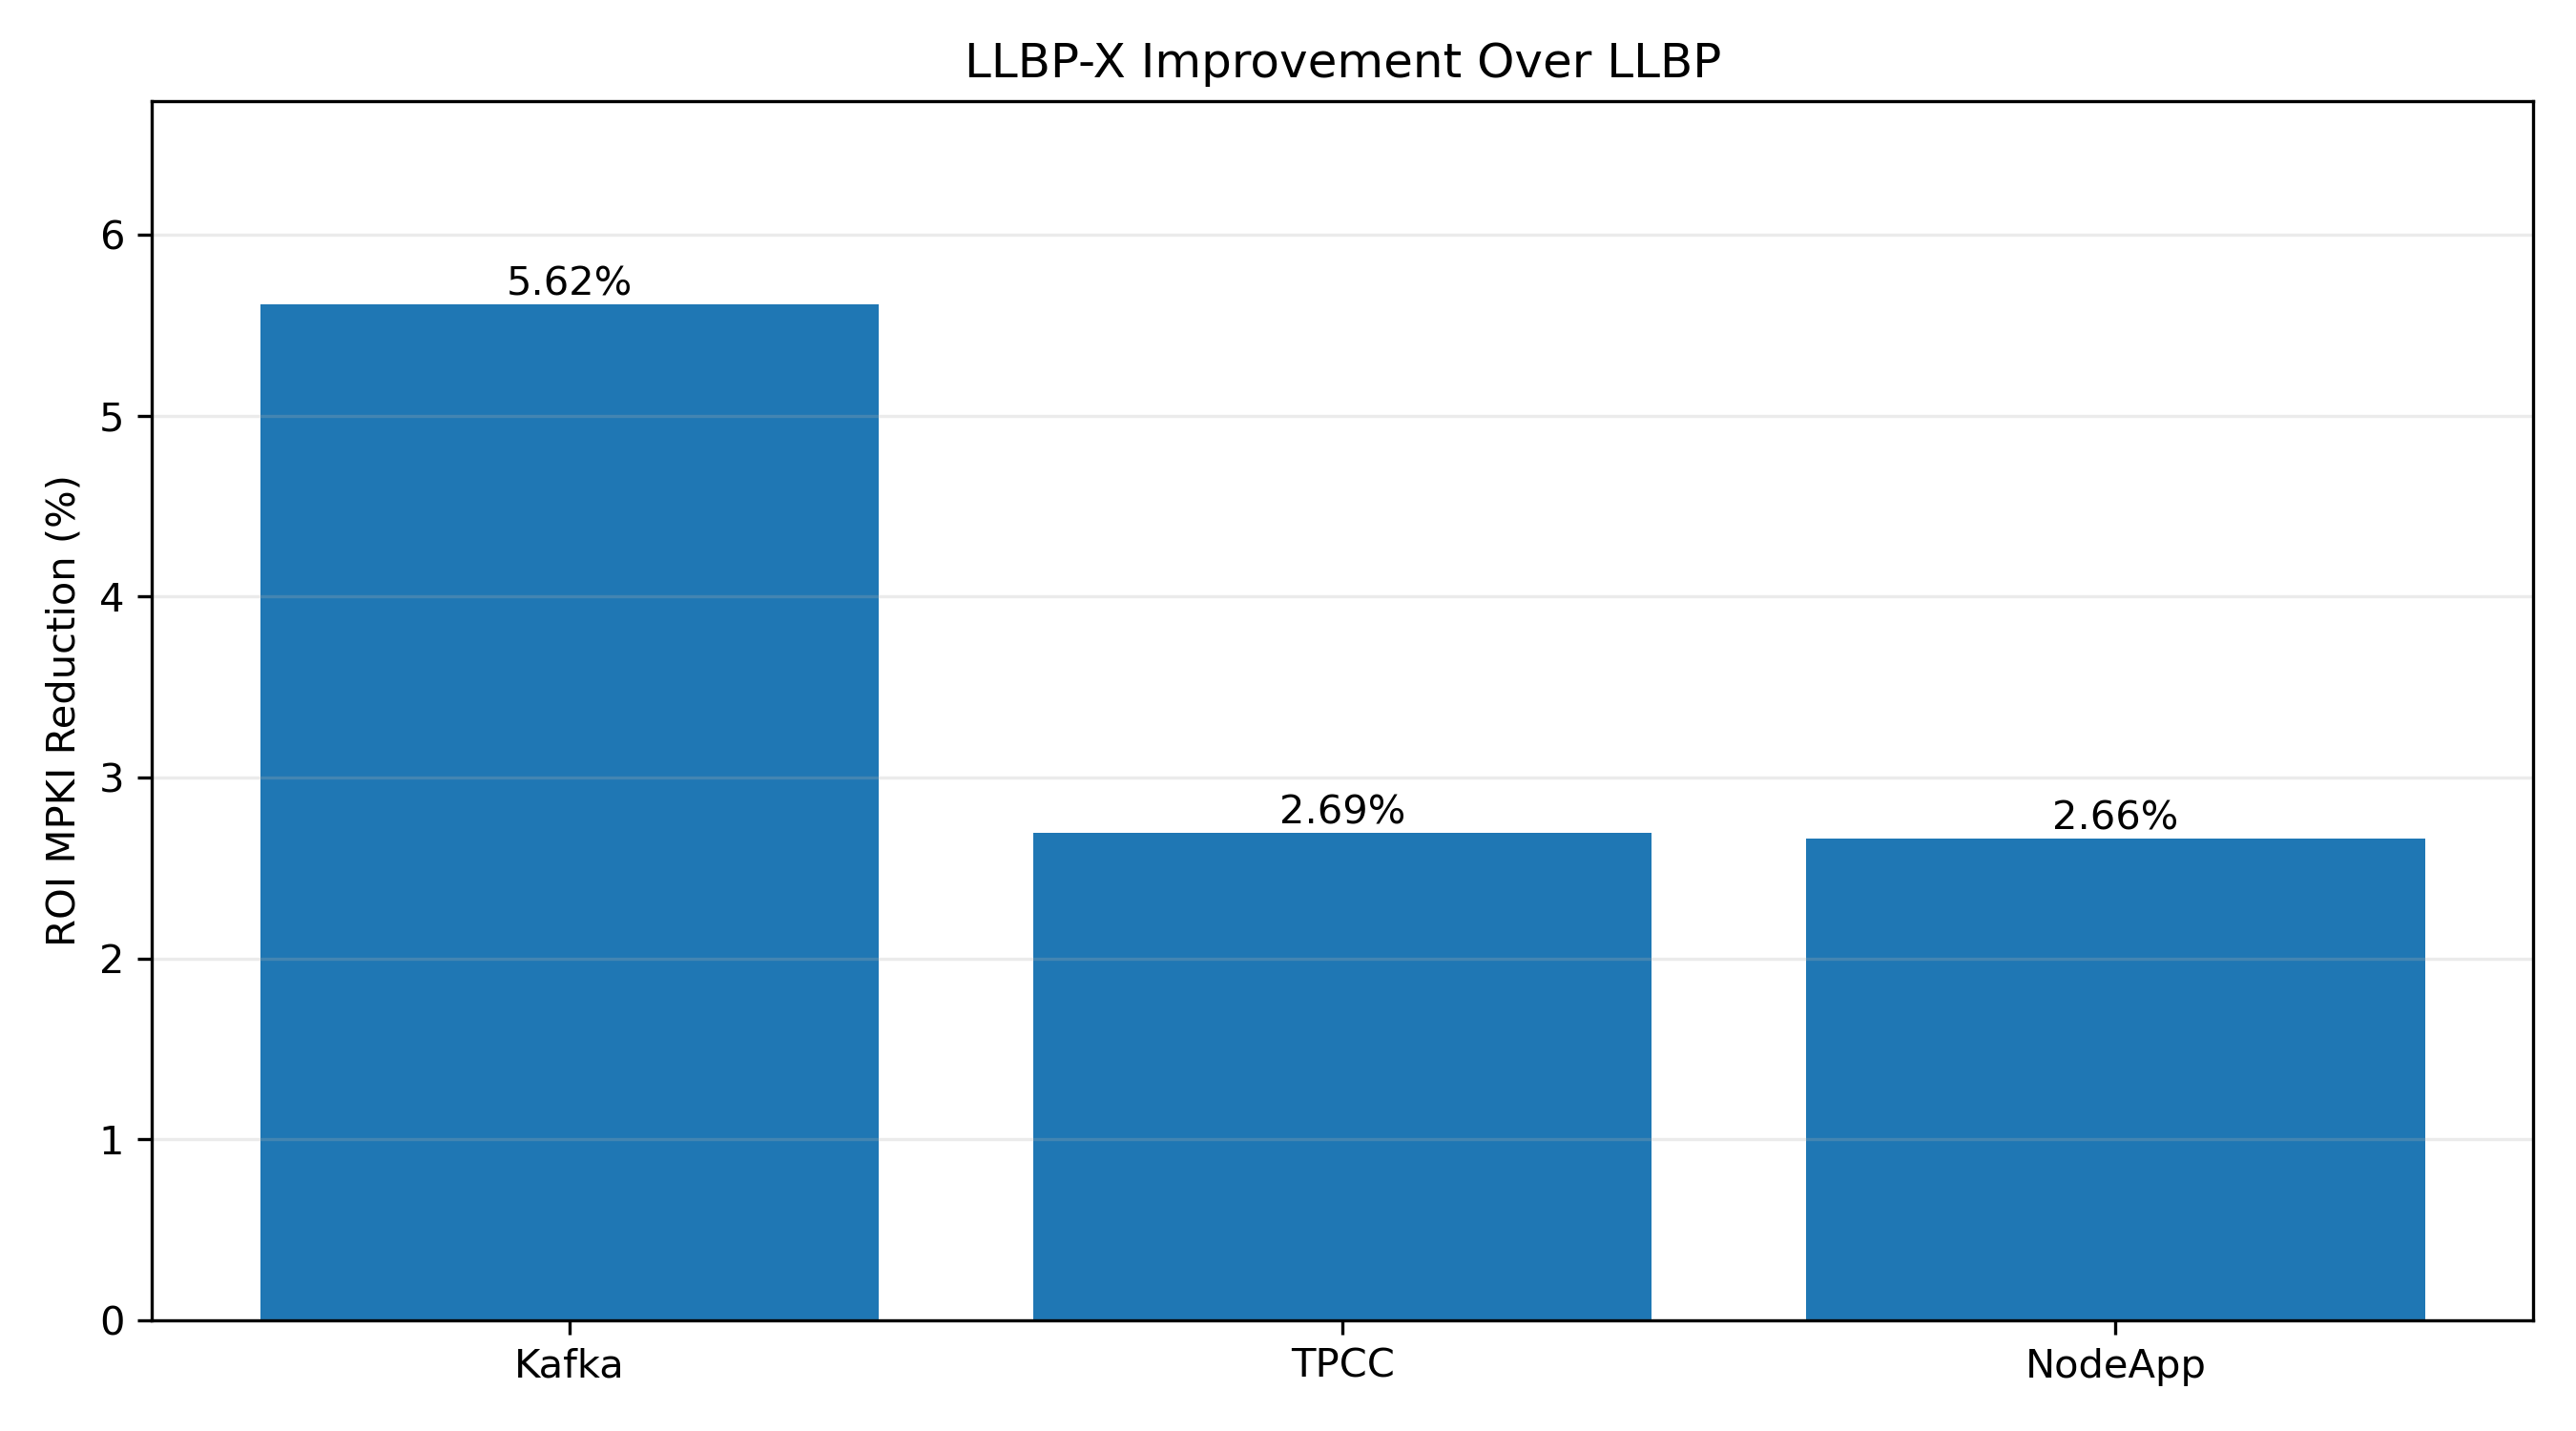 LLBP-X Improvement Over LLBP
ROI MPKI Reduction (%)
6
5
4
3
2
1
0
5.62%
2.69%
2.66%
Kafka
TPCC
NodeApp